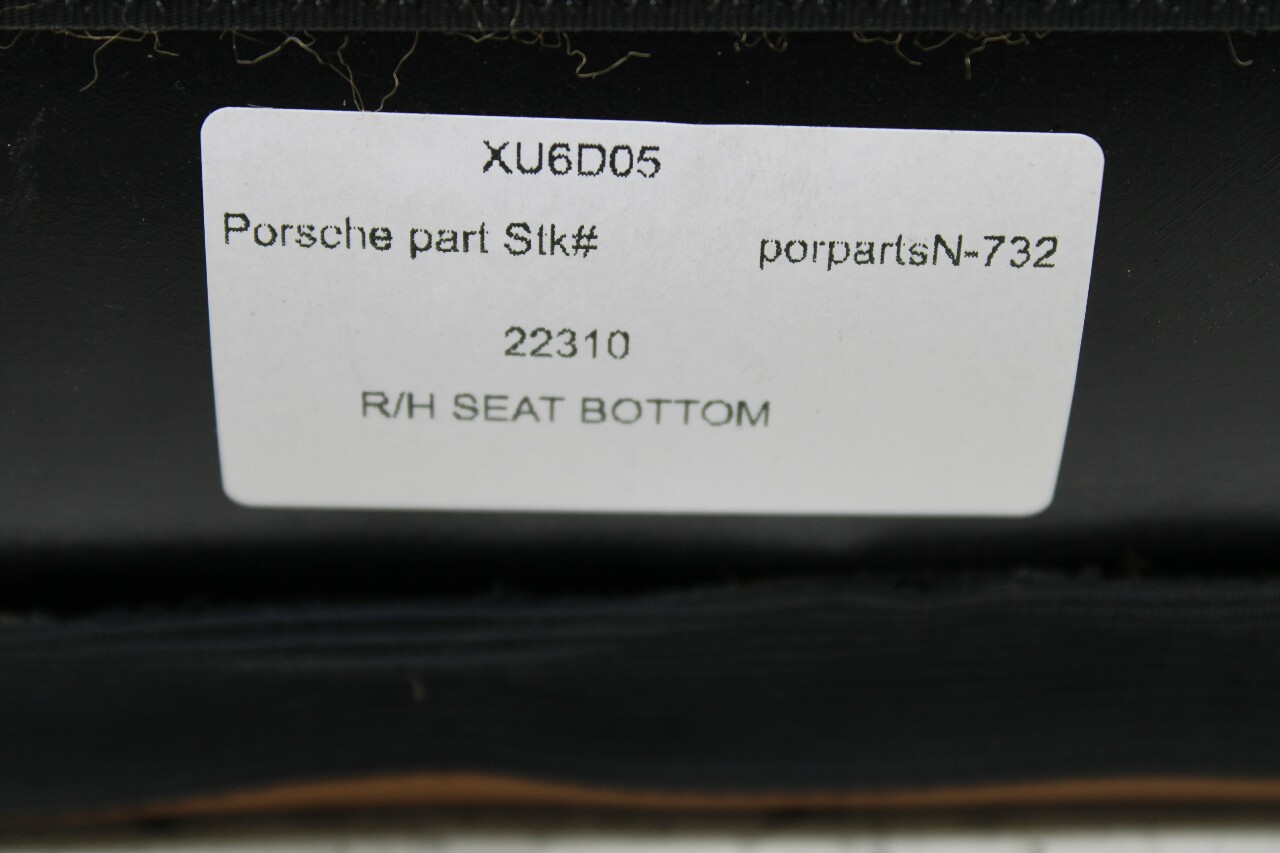 XU6D05
Porsche part Stk# porpartsN-732
22310
R/H SEAT BOTTOM